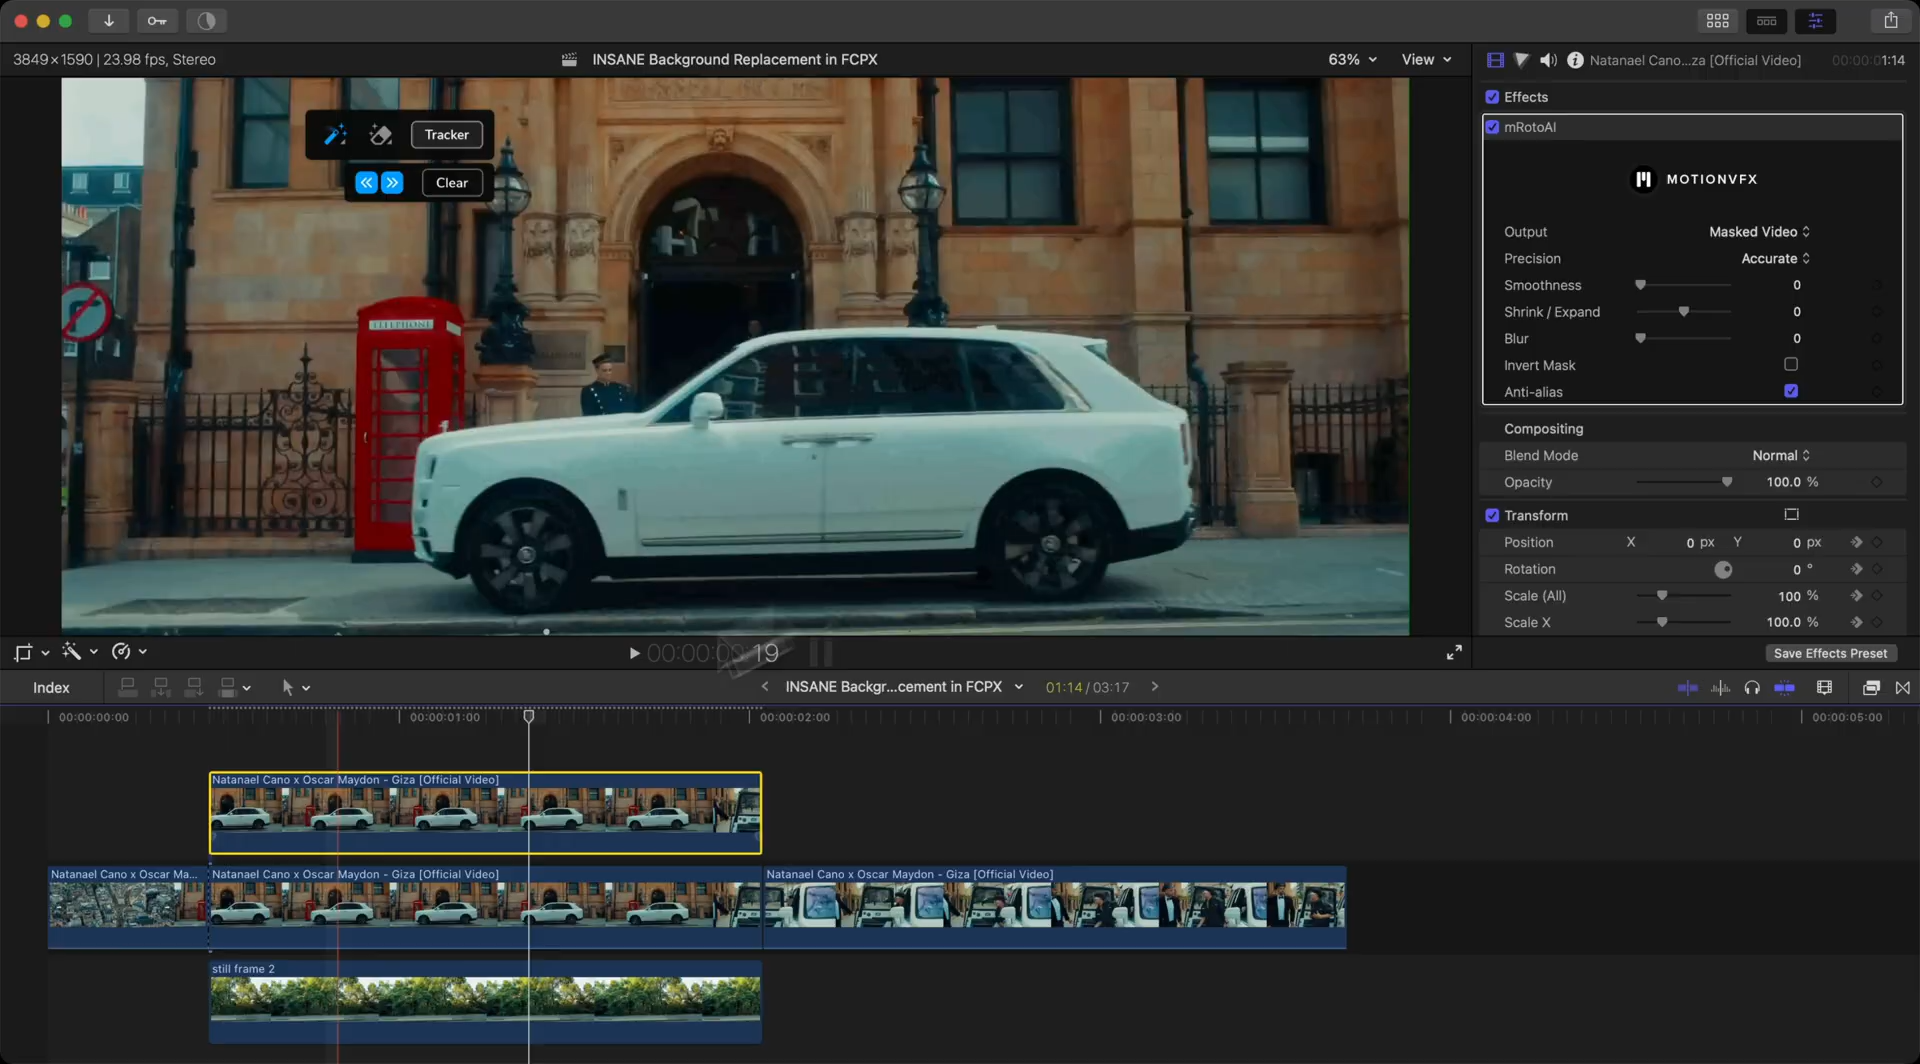 3849×1590 | 23.98 fps, Stereo
INSANE Background Replacement in FCPX
63%
View
Natanael Cano...za [Official Video]
00:00:01:14
Tracker
Clear
TELEPHONE
Effects
mRotoAI
MOTIONVFX
Output
Masked Video
Precision
Accurate
Smoothness
0
Shrink / Expand
0
Blur
0
Invert Mask
Anti-alias
Compositing
Blend Mode
Normal
Opacity
100.0 %
Transform
Position
X
0 px
Y
0 px
Rotation
0 °
Scale (All)
100 %
Scale X
100.0 %
Save Effects Preset
Index
INSANE Backgr...cement in FCPX
01:14 / 03:17
00:00:00:00
00:00:01:00
00:00:02:00
00:00:03:00
00:00:04:00
00:00:05:00
Natanael Cano x Oscar Maydon - Giza [Official Video]
Natanael Cano x Oscar Ma...
Natanael Cano x Oscar Maydon - Giza [Official Video]
Natanael Cano x Oscar Maydon - Giza [Official Video]
still frame 2